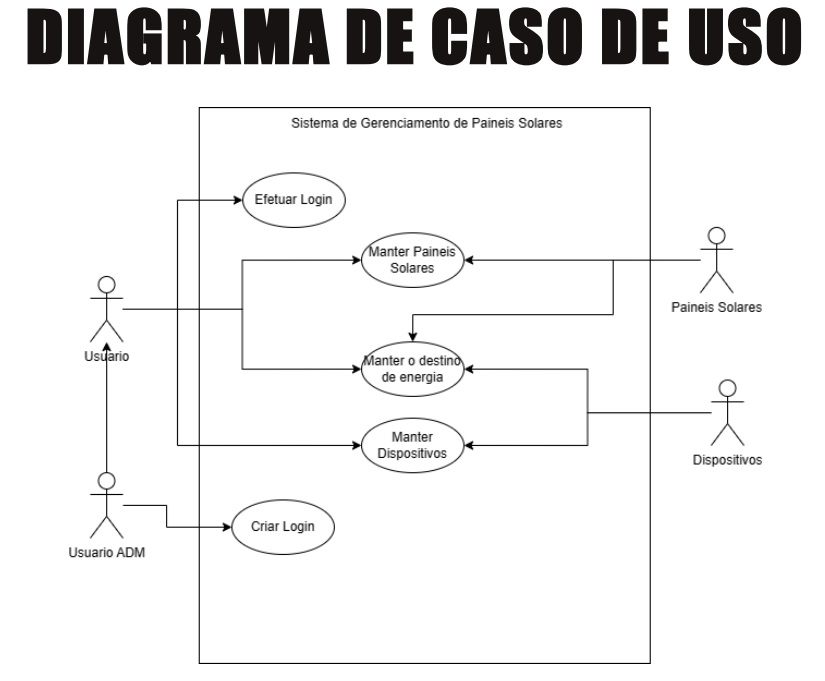 DIAGRAMA DE CASO DE USO
Sistema de Gerenciamento de Paineis Solares
Efetuar Login
Manter Paineis
Solares
Paineis Solares
Usuario
Manter o destino
de energia
Manter
Dispositivos
Dispositivos
Criar Login
Usuario ADM